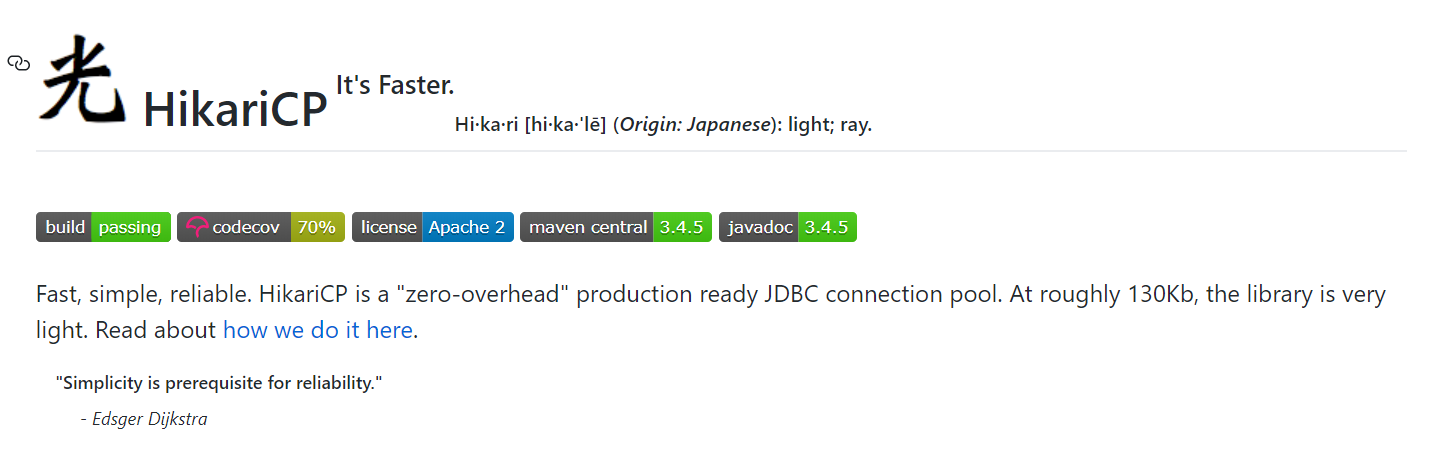 光 HikariCP It's Faster.
Hi·ka·ri [hi·ka·'lē] (Origin: Japanese): light; ray.
build passing codecov 70% license Apache 2 maven central 3.4.5 javadoc 3.4.5
Fast, simple, reliable. HikariCP is a "zero-overhead" production ready JDBC connection pool. At roughly 130Kb, the library is very
light. Read about how we do it here.
"Simplicity is prerequisite for reliability."
- Edsger Dijkstra